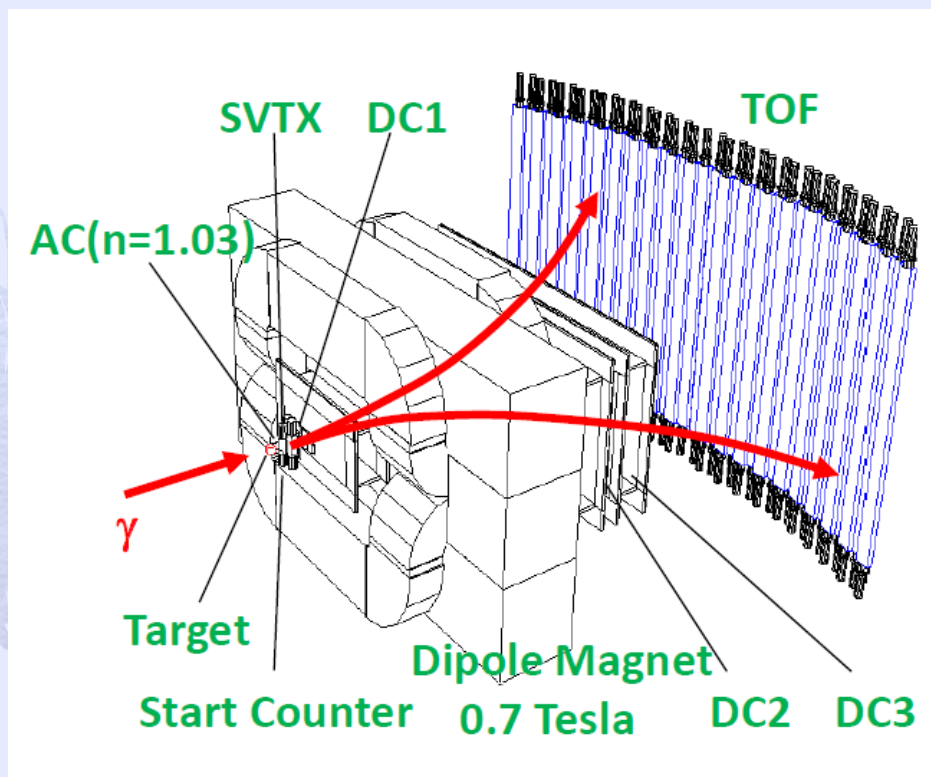 SVTX DC1 TOF
AC(n=1.03)
γ
Target
Dipole Magnet
Start Counter 0.7 Tesla DC2 DC3